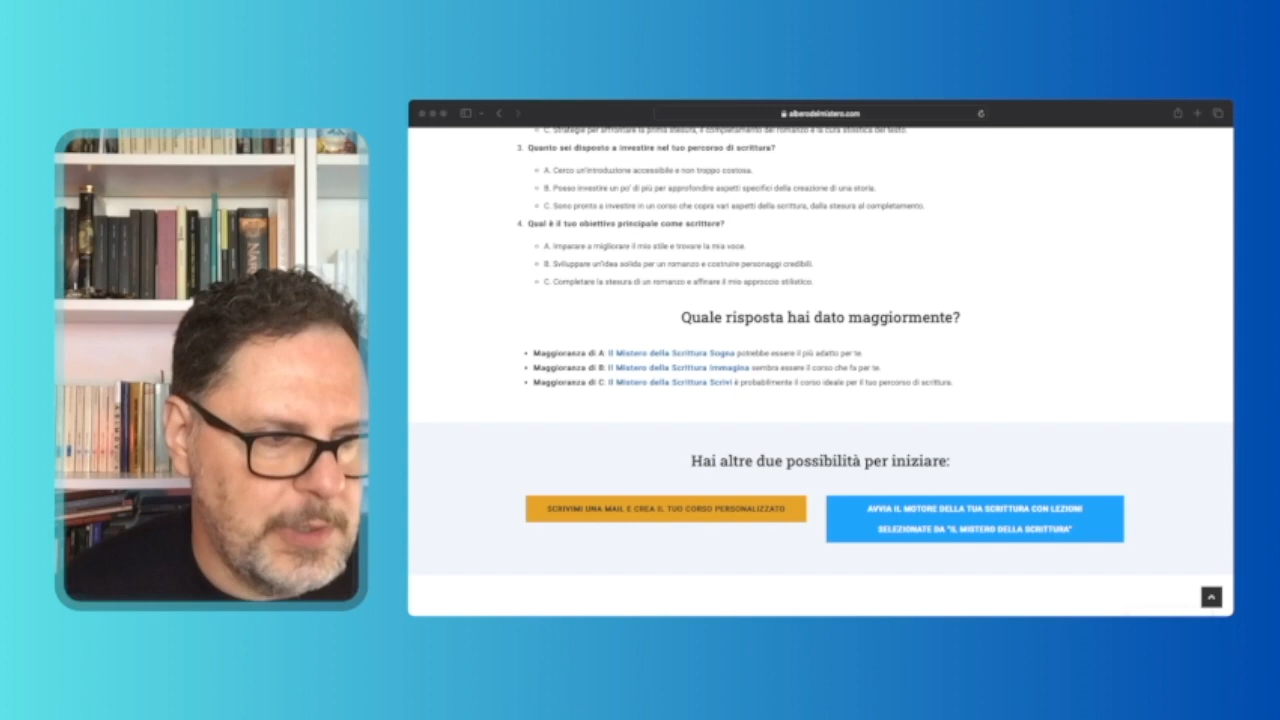 alberodelmistero.com
C. Strategie per affrontare la prima stesura, il completamento del romanzo e la cura stilistica del testo.
3. Quanto sei disposto a investire nel tuo percorso di scrittura?
A. Cerco un'introduzione accessibile e non troppo costosa.
B. Posso investire un po' di più per approfondire aspetti specifici della creazione di una storia.
C. Sono pronto a investire in un corso che copra vari aspetti della scrittura, dalla stesura al completamento.
4. Qual è il tuo obiettivo principale come scrittore?
A. Imparare a migliorare il mio stile e trovare la mia voce.
B. Sviluppare un'idea solida per un romanzo e costruire personaggi credibili.
C. Completare la stesura di un romanzo e affinare il mio approccio stilistico.
Quale risposta hai dato maggiormente?
• Maggioranza di A: Il Mistero della Scrittura Sogna potrebbe essere il più adatto per te.
• Maggioranza di B: Il Mistero della Scrittura Immagina sembra essere il corso che fa per te.
• Maggioranza di C: Il Mistero della Scrittura Scrivi è probabilmente il corso ideale per il tuo percorso di scrittura.
Hai altre due possibilità per iniziare:
SCRIVIMI UNA MAIL E CREA IL TUO CORSO PERSONALIZZATO
AVVIA IL MOTORE DELLA TUA SCRITTURA CON LEZIONI
SELEZIONATE DA "IL MISTERO DELLA SCRITTURA"